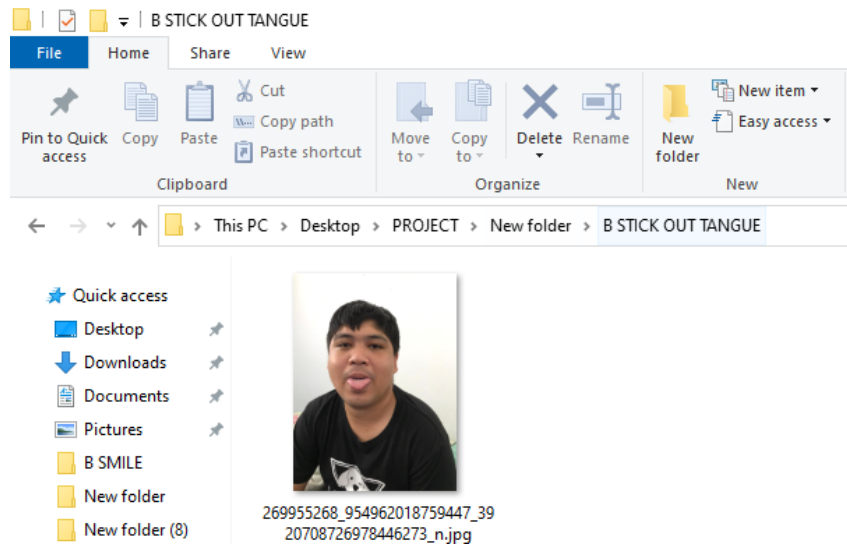 B STICK OUT TANGUE
File Home Share View
Pin to Quick access
Copy
Paste
Cut
Copy path
Paste shortcut
Move to
Copy to
Delete
Rename
New folder
New item
Easy access
Clipboard
Organize
New
This PC > Desktop > PROJECT > New folder > B STICK OUT TANGUE
Quick access
Desktop
Downloads
Documents
Pictures
B SMILE
New folder
New folder (8)
269955268_954962018759447_39
20708726978446273_n.jpg